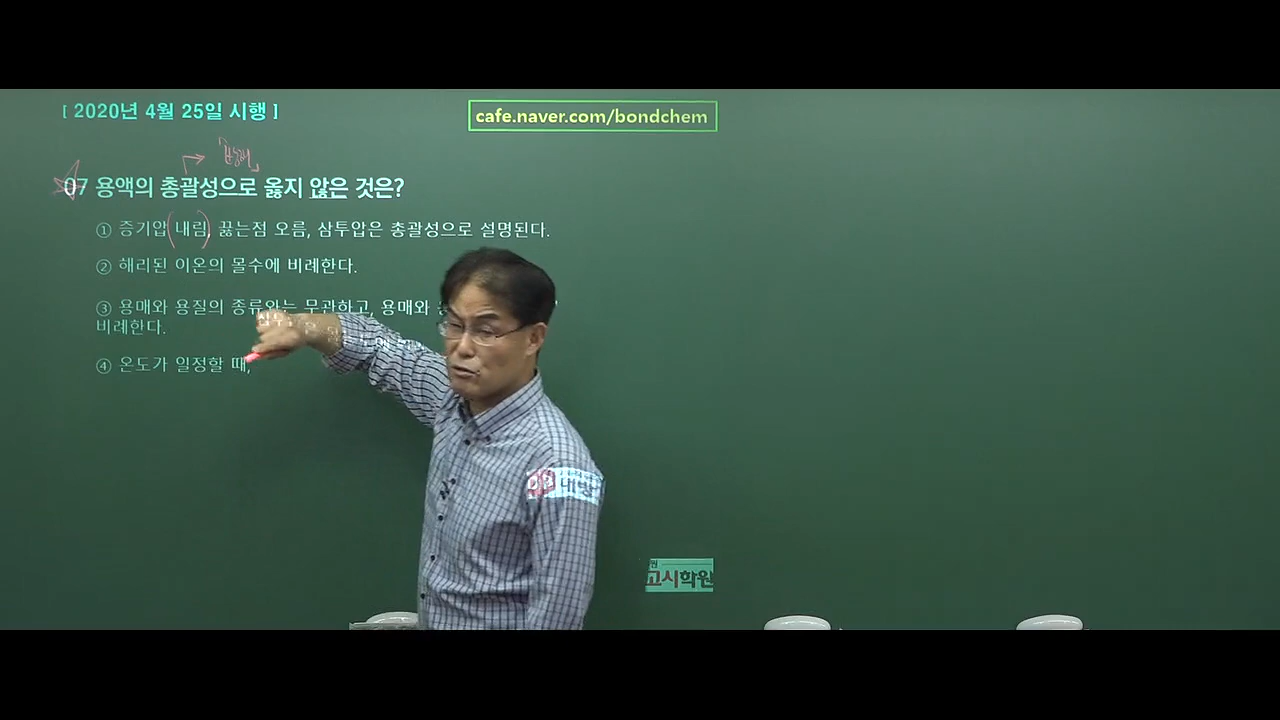 [ 2020년 4월 25일 시행 ]
cafe.naver.com/bondchem
07 용액의 총괄성으로 옳지 않은 것은?
① 증기압 내림, 끓는점 오름, 삼투압은 총괄성으로 설명된다.
② 해리된 이온의 몰수에 비례한다.
③ 용매와 용질의 종류와는 무관하고, 용매와
비례한다.
④ 온도가 일정할 때,
고시학원